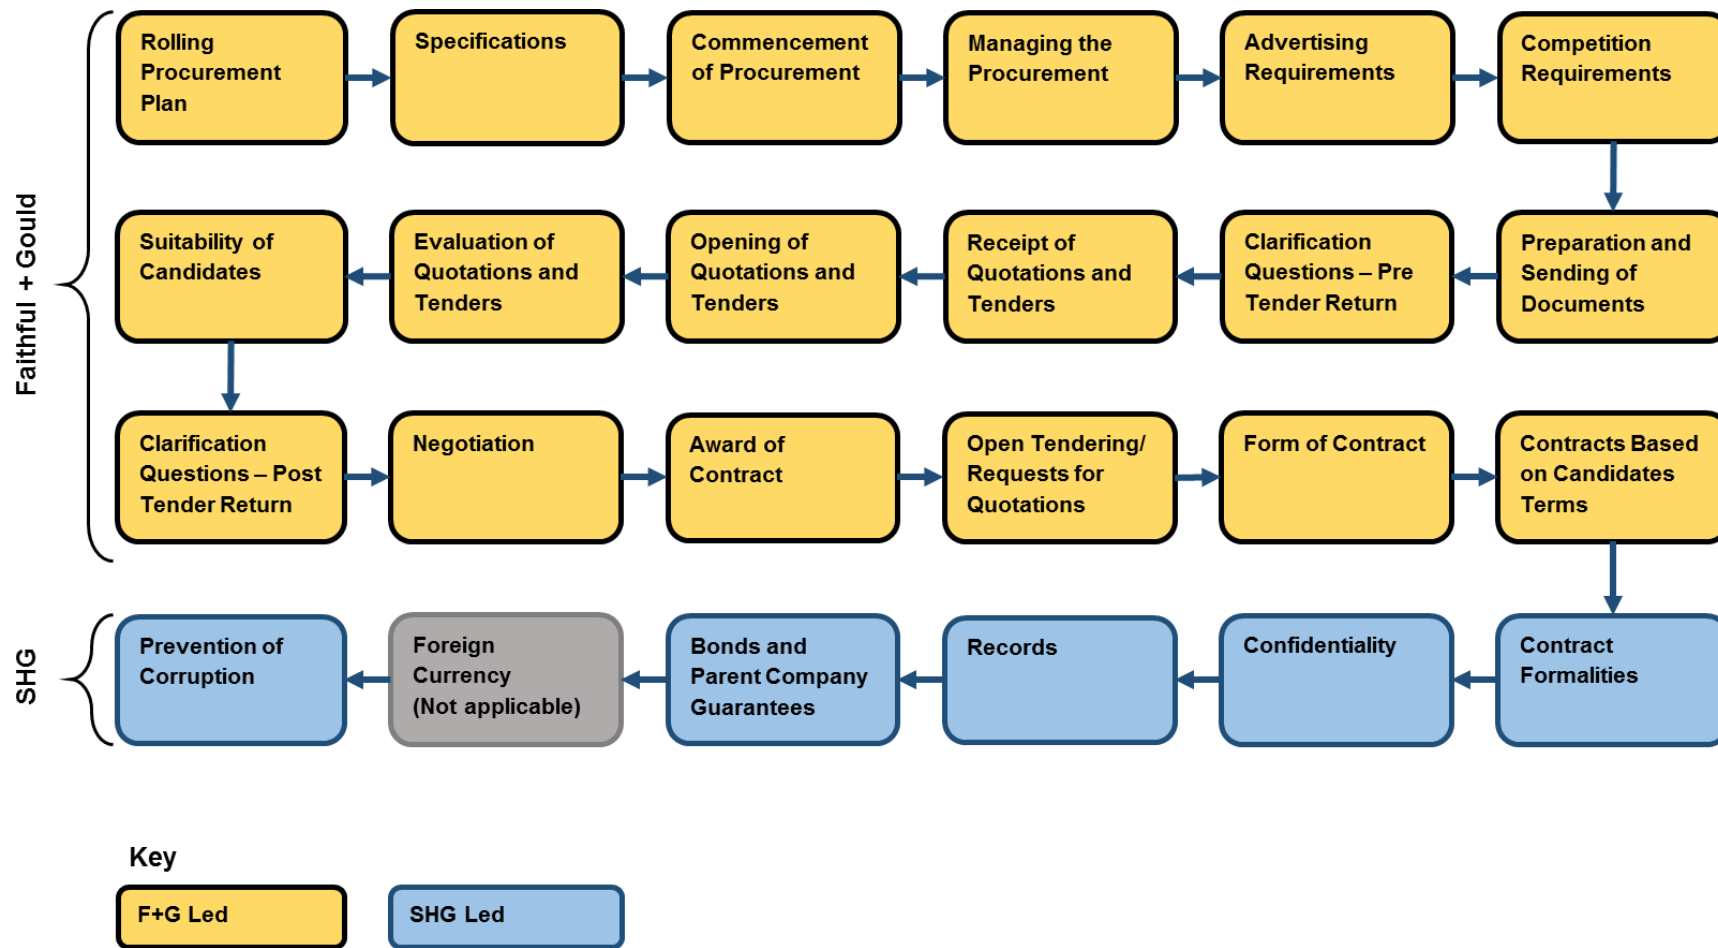 Rolling
Procurement
Plan
Specifications
Commencement
of Procurement
Managing the
Procurement
Advertising
Requirements
Competition
Requirements
Faithful + Gould
Suitability of
Candidates
Evaluation of
Quotations and
Tenders
Opening of
Quotations and
Tenders
Receipt of
Quotations and
Tenders
Clarification
Questions – Pre
Tender Return
Preparation and
Sending of
Documents
Clarification
Questions – Post
Tender Return
Negotiation
Award of
Contract
Open Tendering/
Requests for
Quotations
Form of Contract
Contracts Based
on Candidates
Terms
SHG
Prevention of
Corruption
Foreign
Currency
(Not applicable)
Bonds and
Parent Company
Guarantees
Records
Confidentiality
Contract
Formalities
Key
F+G Led
SHG Led